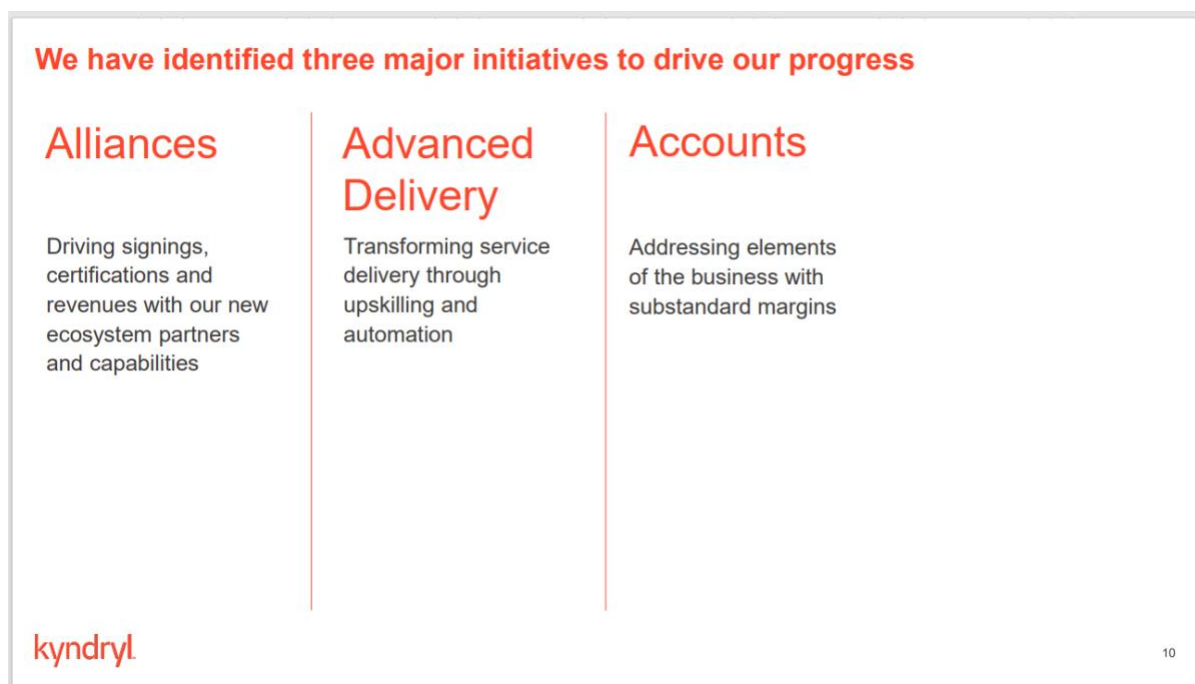 We have identified three major initiatives to drive our progress
Alliances
Driving signings,
certifications and
revenues with our new
ecosystem partners
and capabilities
Advanced
Delivery
Transforming service
delivery through
upskilling and
automation
Accounts
Addressing elements
of the business with
substandard margins
kyndryl.
10